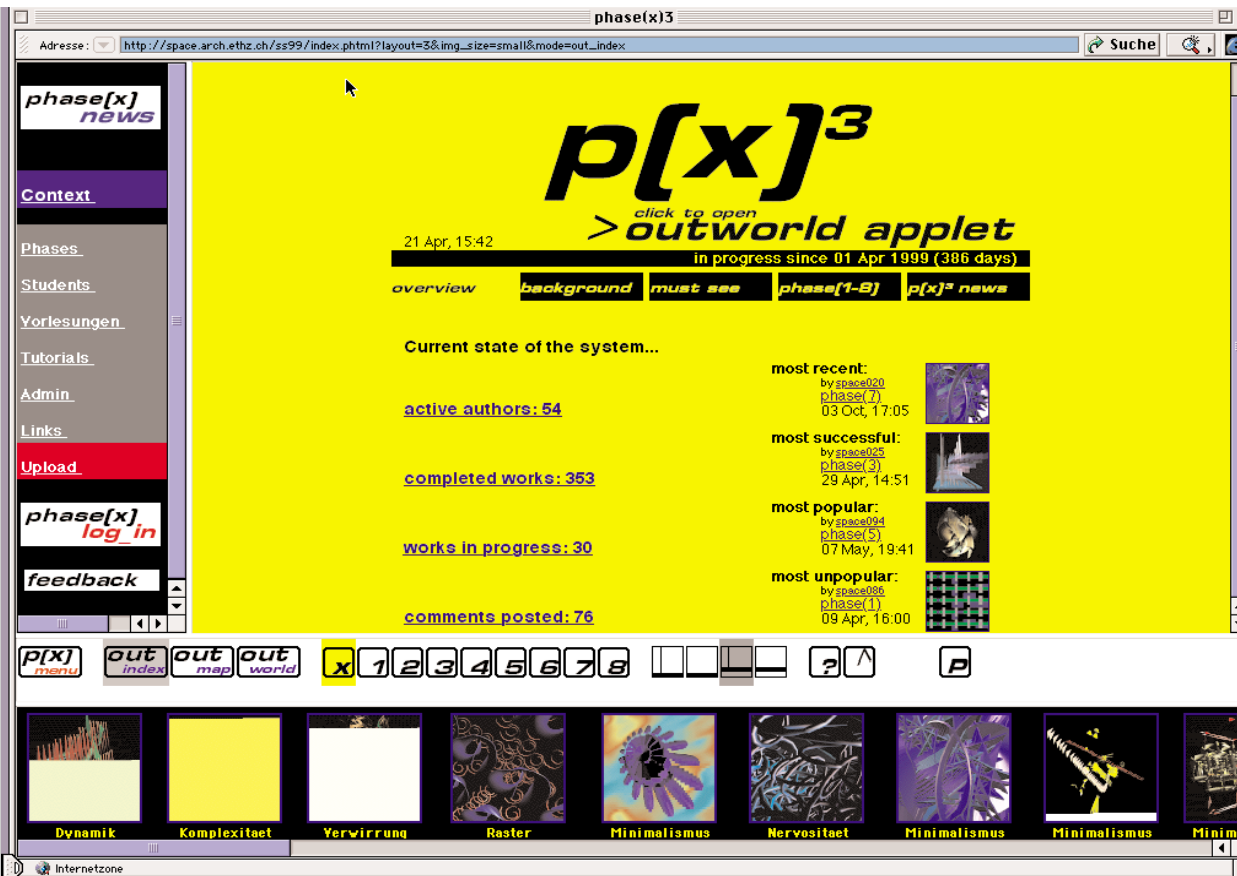 phase(x)3
Adresse: http://space.arch.ethz.ch/ss99/index.phtml?layout=3&img_size=small&mode=out_index Suche
phase[x]
news
Context
Phases
Students
Vorlesungen
Tutorials
Admin
Links
Upload
phase[x]
log_in
feedback
p[x]³
click to open
>outworld applet
21 Apr, 15:42
in progress since 01 Apr 1999 (386 days)
overview background must see phase[1-8] p[x]³ news
Current state of the system...
active authors: 54
completed works: 353
works in progress: 30
comments posted: 76
most recent:
by space020
phase(7)
03 Oct, 17:05
most successful:
by space025
phase(3)
29 Apr, 14:51
most popular:
by space094
phase(5)
07 May, 19:41
most unpopular:
by space086
phase(1)
09 Apr, 16:00
p[x] menu out index out map out world x 1 2 3 4 5 6 7 8 ? ^ P
Dynamik Komplexitaet Verwirrung Raster Minimalismus Nervositaet Minimalismus Minimalismus Minim
Internetzone